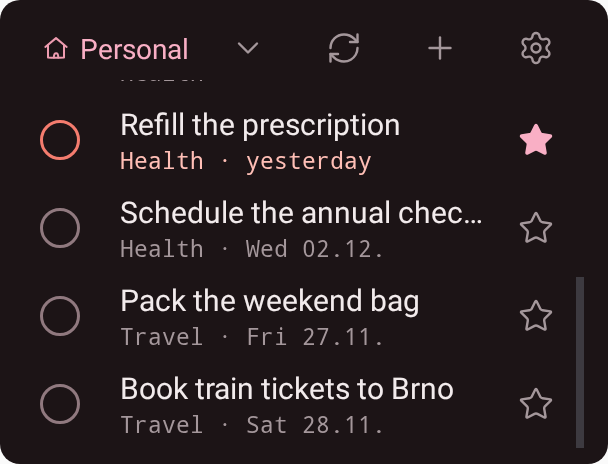 Personal
Refill the prescription
Health · yesterday
Schedule the annual chec…
Health · Wed 02.12.
Pack the weekend bag
Travel · Fri 27.11.
Book train tickets to Brno
Travel · Sat 28.11.